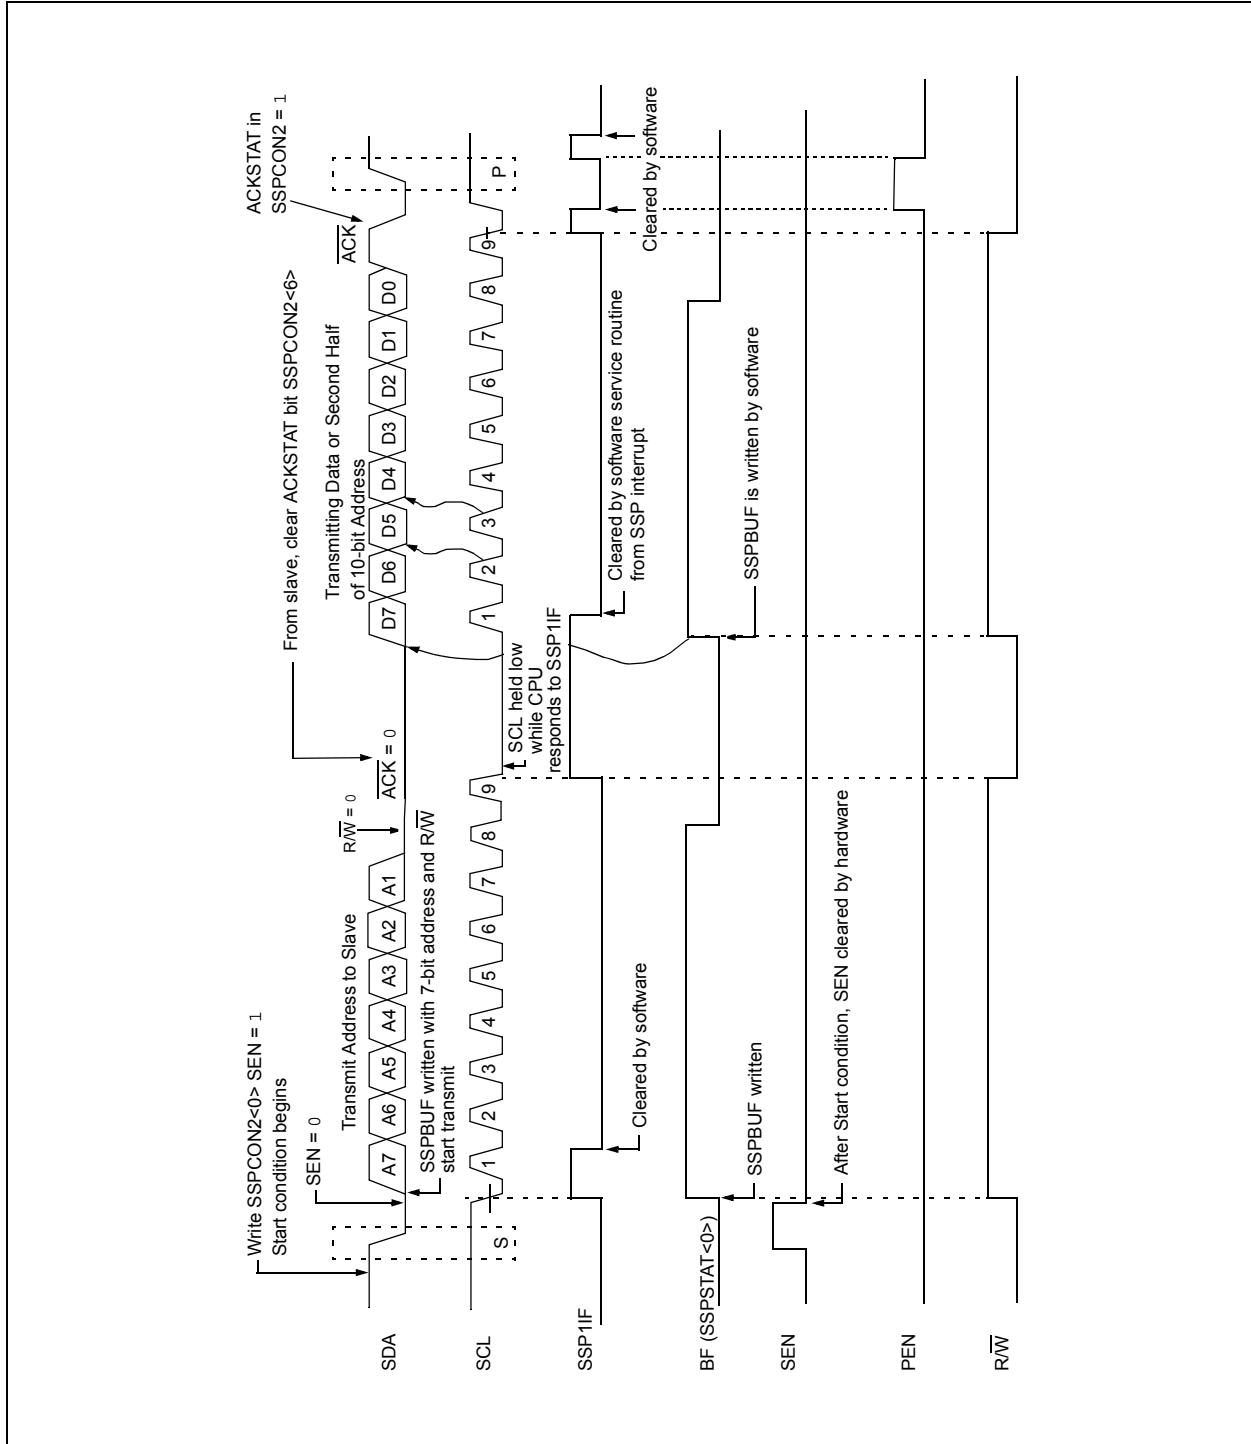 Write SSPCON2<0> SEN = 1
Start condition begins
SEN = 0
From slave, clear ACKSTAT bit SSPCON2<6>
ACKSTAT in
SSPCON2 = 1
Transmit Address to Slave
R/W = 0
ACK = 0
Transmitting Data or Second Half
of 10-bit Address
ACK
SDA
A7 A6 A5 A4 A3 A2 A1
D7 D6 D5 D4 D3 D2 D1 D0
SSPBUF written with 7-bit address and R/W
start transmit
SCL
S
1 2 3 4 5 6 7 8 9
1 2 3 4 5 6 7 8 9
P
SCL held low
while CPU
responds to SSP1IF
SSP1IF
Cleared by software
Cleared by software service routine
from SSP interrupt
Cleared by software
BF (SSPSTAT<0>)
SSPBUF written
SSPBUF is written by software
SEN
After Start condition, SEN cleared by hardware
PEN
R/W